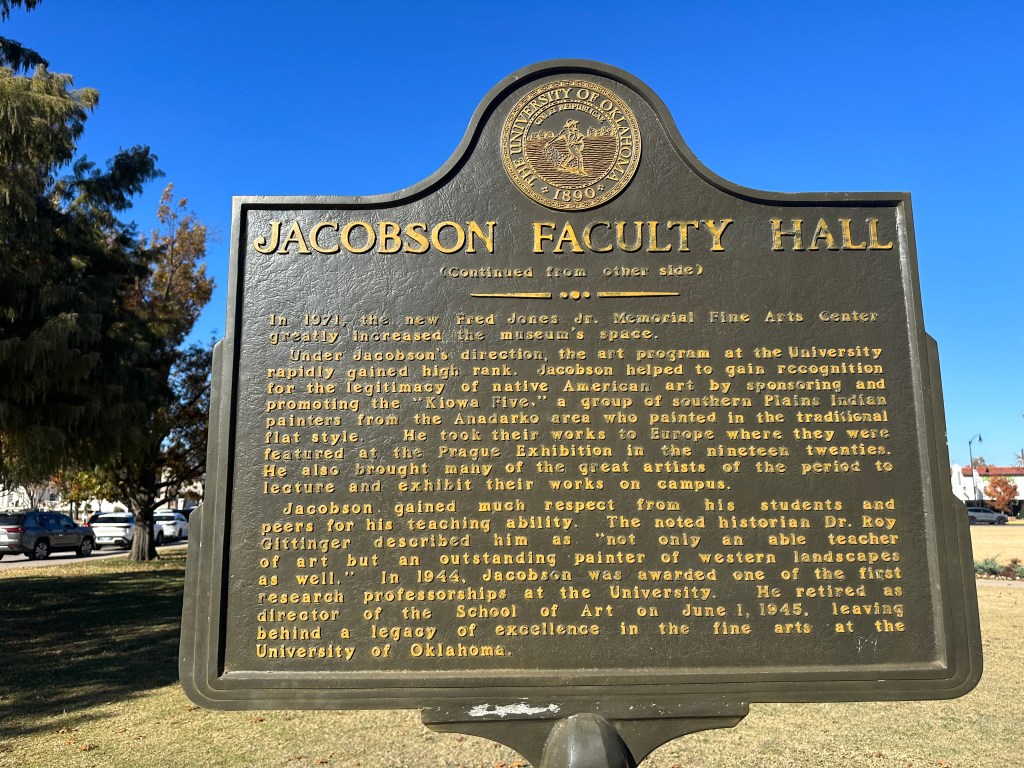 THE UNIVERSITY OF OKLAHOMA
CIVI ET REIPUBLICAE
1890
JACOBSON FACULTY HALL
(Continued from other side)
In 1971, the new Fred Jones Jr. Memorial Fine Arts Center
greatly increased the museum's space.
Under Jacobson's direction, the art program at the University
rapidly gained high rank. Jacobson helped to gain recognition
for the legitimacy of native American art by sponsoring and
promoting the "Kiowa Five," a group of southern Plains Indian
painters from the Anadarko area who painted in the traditional
flat style. He took their works to Europe where they were
featured at the Prague Exhibition in the nineteen twenties.
He also brought many of the great artists of the period to
lecture and exhibit their works on campus.
Jacobson gained much respect from his students and
peers for his teaching ability. The noted historian Dr. Roy
Gittinger described him as "not only an able teacher
of art but an outstanding painter of western landscapes
as well." In 1944, Jacobson was awarded one of the first
research professorships at the University. He retired as
director of the School of Art on June 1, 1945, leaving
behind a legacy of excellence in the fine arts at the
University of Oklahoma.